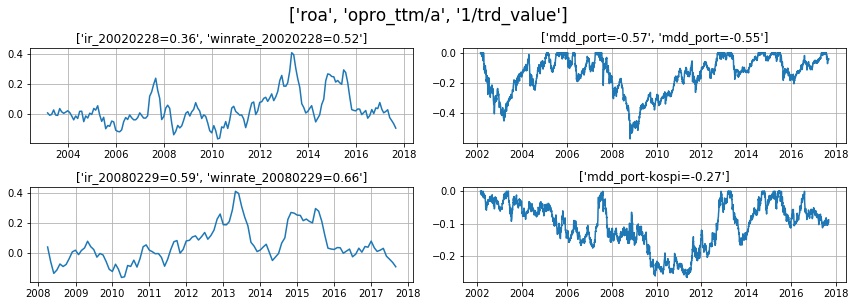 ['roa', 'opro_ttm/a', '1/trd_value']
['ir_20020228=0.36', 'winrate_20020228=0.52']
0.4
0.2
0.0
2004 2006 2008 2010 2012 2014 2016 2018
['mdd_port=-0.57', 'mdd_port=-0.55']
0.0
−0.2
−0.4
2002 2004 2006 2008 2010 2012 2014 2016 2018
['ir_20080229=0.59', 'winrate_20080229=0.66']
0.4
0.2
0.0
2008 2009 2010 2011 2012 2013 2014 2015 2016 2017 2018
['mdd_port-kospi=-0.27']
0.0
−0.1
−0.2
2002 2004 2006 2008 2010 2012 2014 2016 2018